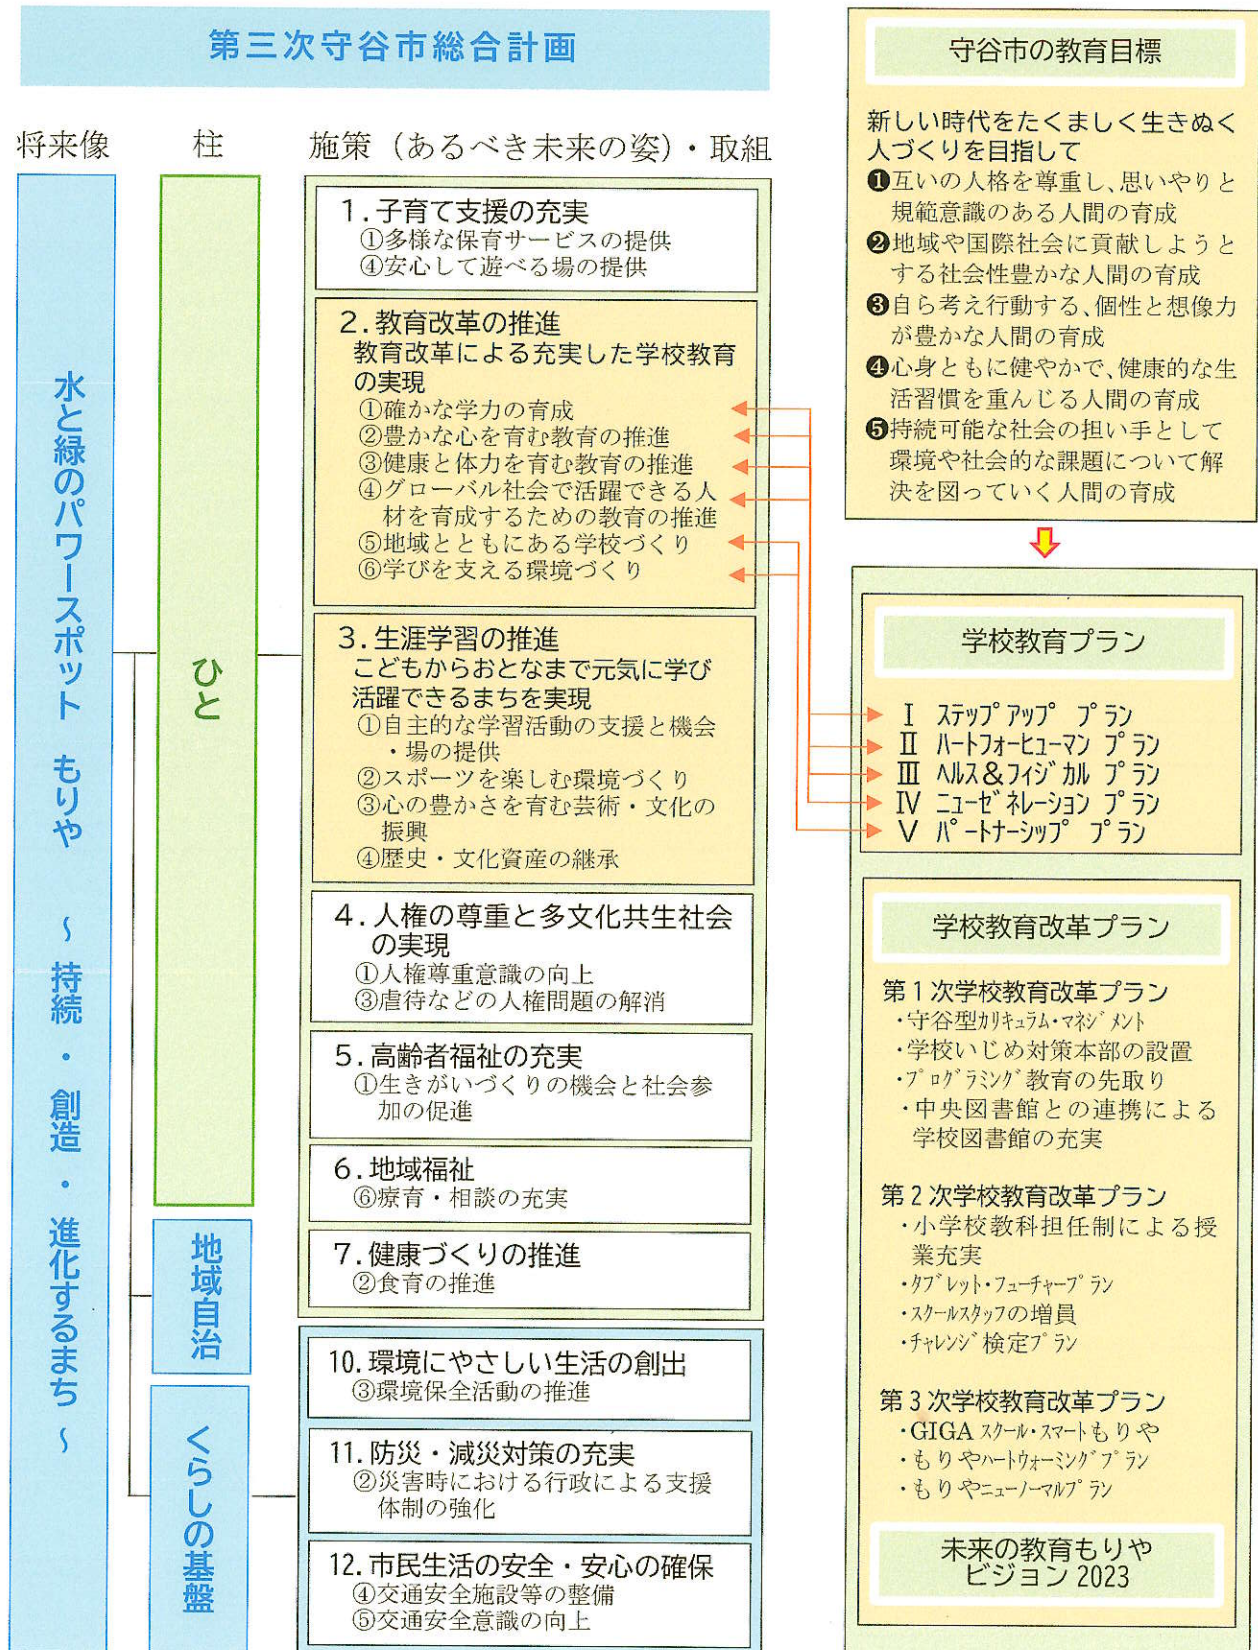 第三次守谷市総合計画
将来像
柱
施策（あるべき未来の姿）・取組
水と緑のパワースポット もりや ～ 持続・創造・進化するまち ～
ひと
地域自治
くらしの基盤
1.子育て支援の充実
①多様な保育サービスの提供
④安心して遊べる場の提供
2.教育改革の推進
教育改革による充実した学校教育
の実現
①確かな学力の育成
②豊かな心を育む教育の推進
③健康と体力を育む教育の推進
④グローバル社会で活躍できる人
材を育成するための教育の推進
⑤地域とともにある学校づくり
⑥学びを支える環境づくり
3.生涯学習の推進
こどもからおとなまで元気に学び
活躍できるまちを実現
①自主的な学習活動の支援と機会
・場の提供
②スポーツを楽しむ環境づくり
③心の豊かさを育む芸術・文化の
振興
④歴史・文化資産の継承
4.人権の尊重と多文化共生社会
の実現
①人権尊重意識の向上
③虐待などの人権問題の解消
5.高齢者福祉の充実
①生きがいづくりの機会と社会参
加の促進
6.地域福祉
⑥療育・相談の充実
7.健康づくりの推進
②食育の推進
10.環境にやさしい生活の創出
③環境保全活動の推進
11.防災・減災対策の充実
②災害時における行政による支援
体制の強化
12.市民生活の安全・安心の確保
④交通安全施設等の整備
⑤交通安全意識の向上
守谷市の教育目標
新しい時代をたくましく生きぬく
人づくりを目指して
❶互いの人格を尊重し、思いやりと
規範意識のある人間の育成
❷地域や国際社会に貢献しようと
する社会性豊かな人間の育成
❸自ら考え行動する、個性と想像力
が豊かな人間の育成
❹心身ともに健やかで、健康的な生
活習慣を重んじる人間の育成
❺持続可能な社会の担い手として
環境や社会的な課題について解
決を図っていく人間の育成
学校教育プラン
Ⅰ ステップアップ プラン
Ⅱ ハートフォーヒューマン プラン
Ⅲ ヘルス＆フィジカル プラン
Ⅳ ニューゼネレーション プラン
Ⅴ パートナーシップ プラン
学校教育改革プラン
第1次学校教育改革プラン
・守谷型カリキュラム・マネジメント
・学校いじめ対策本部の設置
・プログラミング教育の先取り
・中央図書館との連携による
学校図書館の充実
第2次学校教育改革プラン
・小学校教科担任制による授
業充実
・タブレット・フューチャープラン
・スクールスタッフの増員
・チャレンジ検定プラン
第3次学校教育改革プラン
・GIGAスクール・スマートもりや
・もりやハートウォーミングプラン
・もりやニューノーマルプラン
未来の教育もりや
ビジョン2023